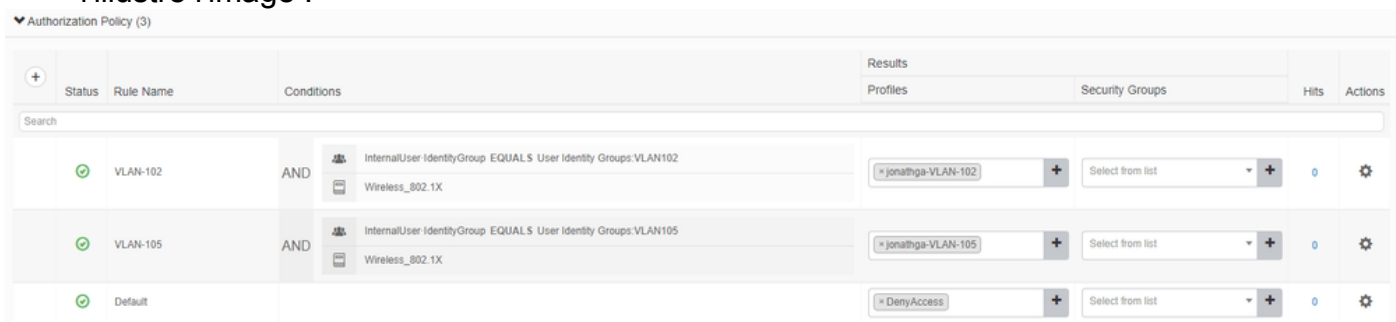 Authorization Policy (3)
Results
+ Status Rule Name Conditions Profiles Security Groups Hits Actions
Search
InternalUser·IdentityGroup EQUALS User Identity Groups:VLAN102
VLAN-102 AND × jonathga-VLAN-102 + Select from list + 0
Wireless_802.1X
InternalUser·IdentityGroup EQUALS User Identity Groups:VLAN105
VLAN-105 AND × jonathga-VLAN-105 + Select from list + 0
Wireless_802.1X
Default × DenyAccess + Select from list + 0